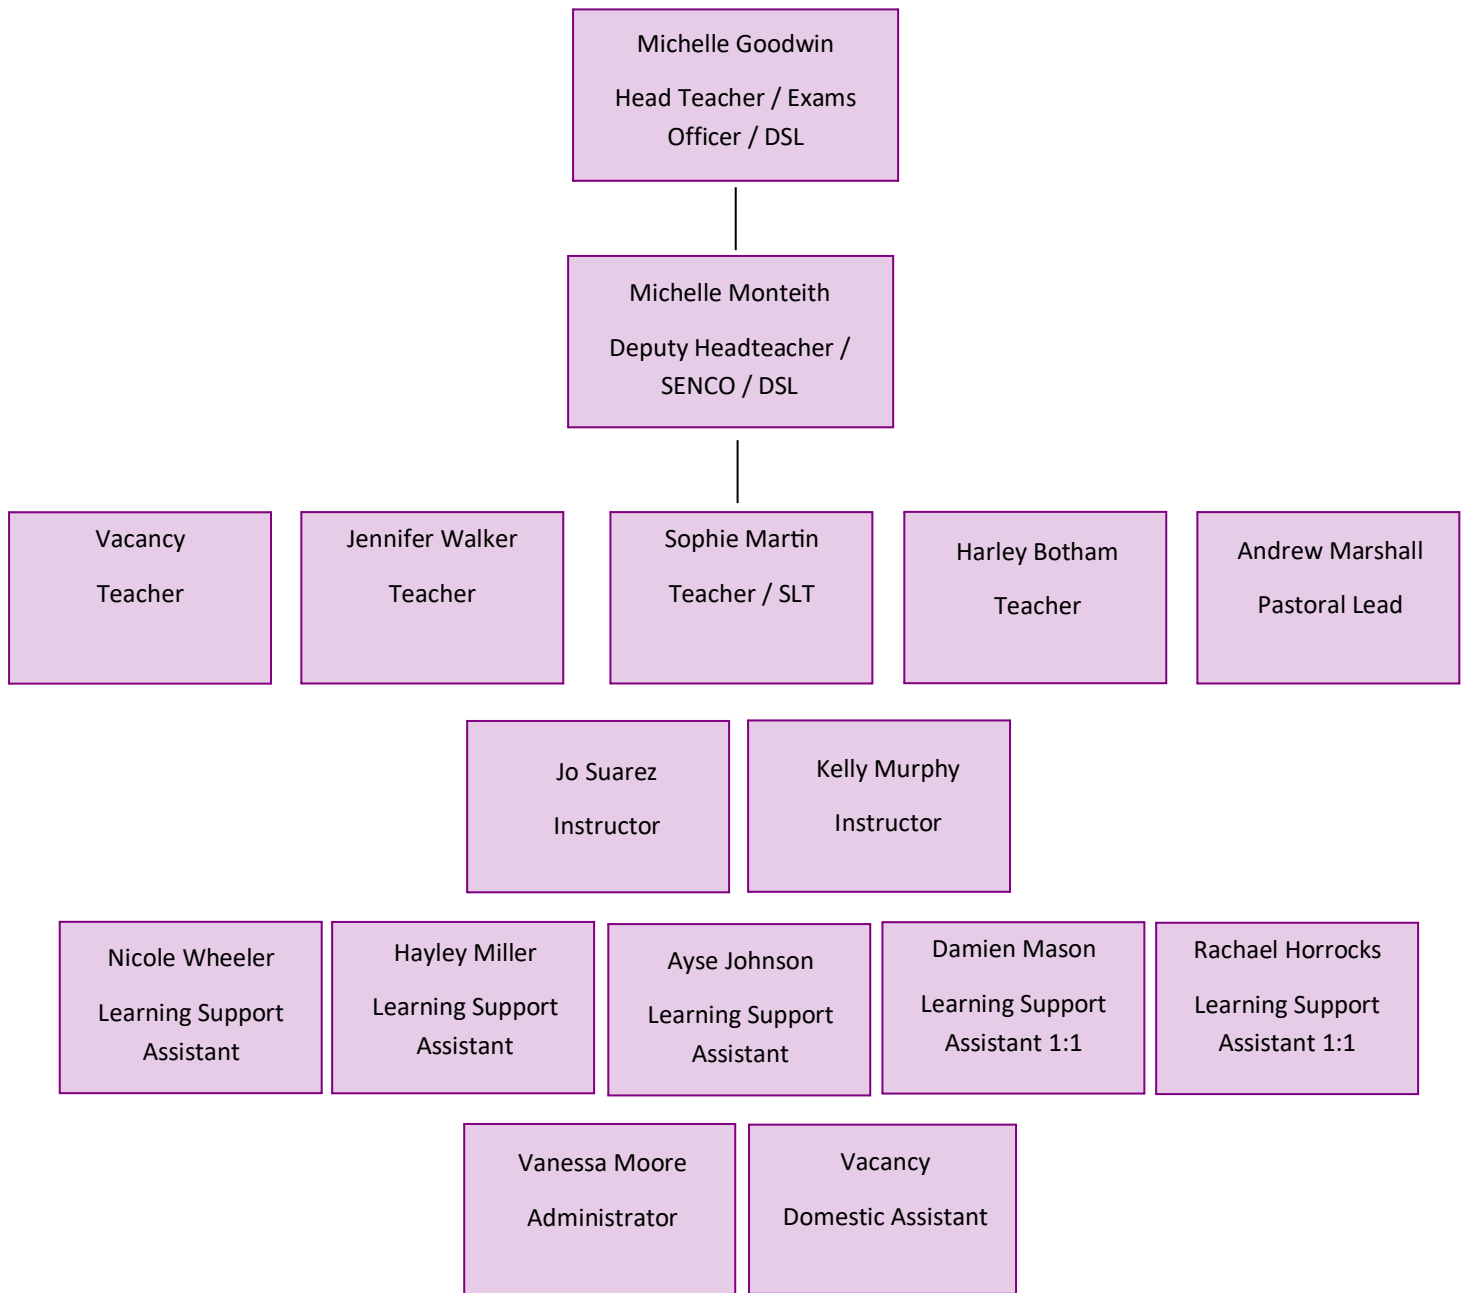 Michelle Goodwin
Head Teacher / Exams
Officer / DSL
Michelle Monteith
Deputy Headteacher /
SENCO / DSL
Vacancy
Teacher
Jennifer Walker
Teacher
Sophie Martin
Teacher / SLT
Harley Botham
Teacher
Andrew Marshall
Pastoral Lead
Jo Suarez
Instructor
Kelly Murphy
Instructor
Nicole Wheeler
Learning Support
Assistant
Hayley Miller
Learning Support
Assistant
Ayse Johnson
Learning Support
Assistant
Damien Mason
Learning Support
Assistant 1:1
Rachael Horrocks
Learning Support
Assistant 1:1
Vanessa Moore
Administrator
Vacancy
Domestic Assistant